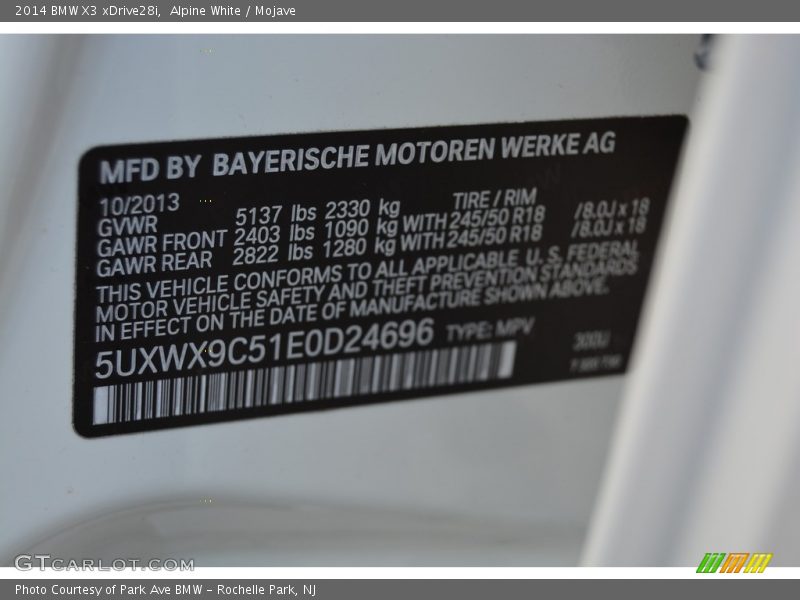 2014 BMW X3 xDrive28i, Alpine White / Mojave
MFD BY BAYERISCHE MOTOREN WERKE AG
10/2013 TIRE / RIM
GVWR 5137 lbs 2330 kg
GAWR FRONT 2403 lbs 1090 kg WITH 245/50 R18 /8.0J x 18
GAWR REAR 2822 lbs 1280 kg WITH 245/50 R18 /8.0J x 18
THIS VEHICLE CONFORMS TO ALL APPLICABLE U. S. FEDERAL
MOTOR VEHICLE SAFETY AND THEFT PREVENTION STANDARDS
IN EFFECT ON THE DATE OF MANUFACTURE SHOWN ABOVE.
5UXWX9C51E0D24696 TYPE: MPV
300U
GTCARLOT.COM
Photo Courtesy of Park Ave BMW - Rochelle Park, NJ